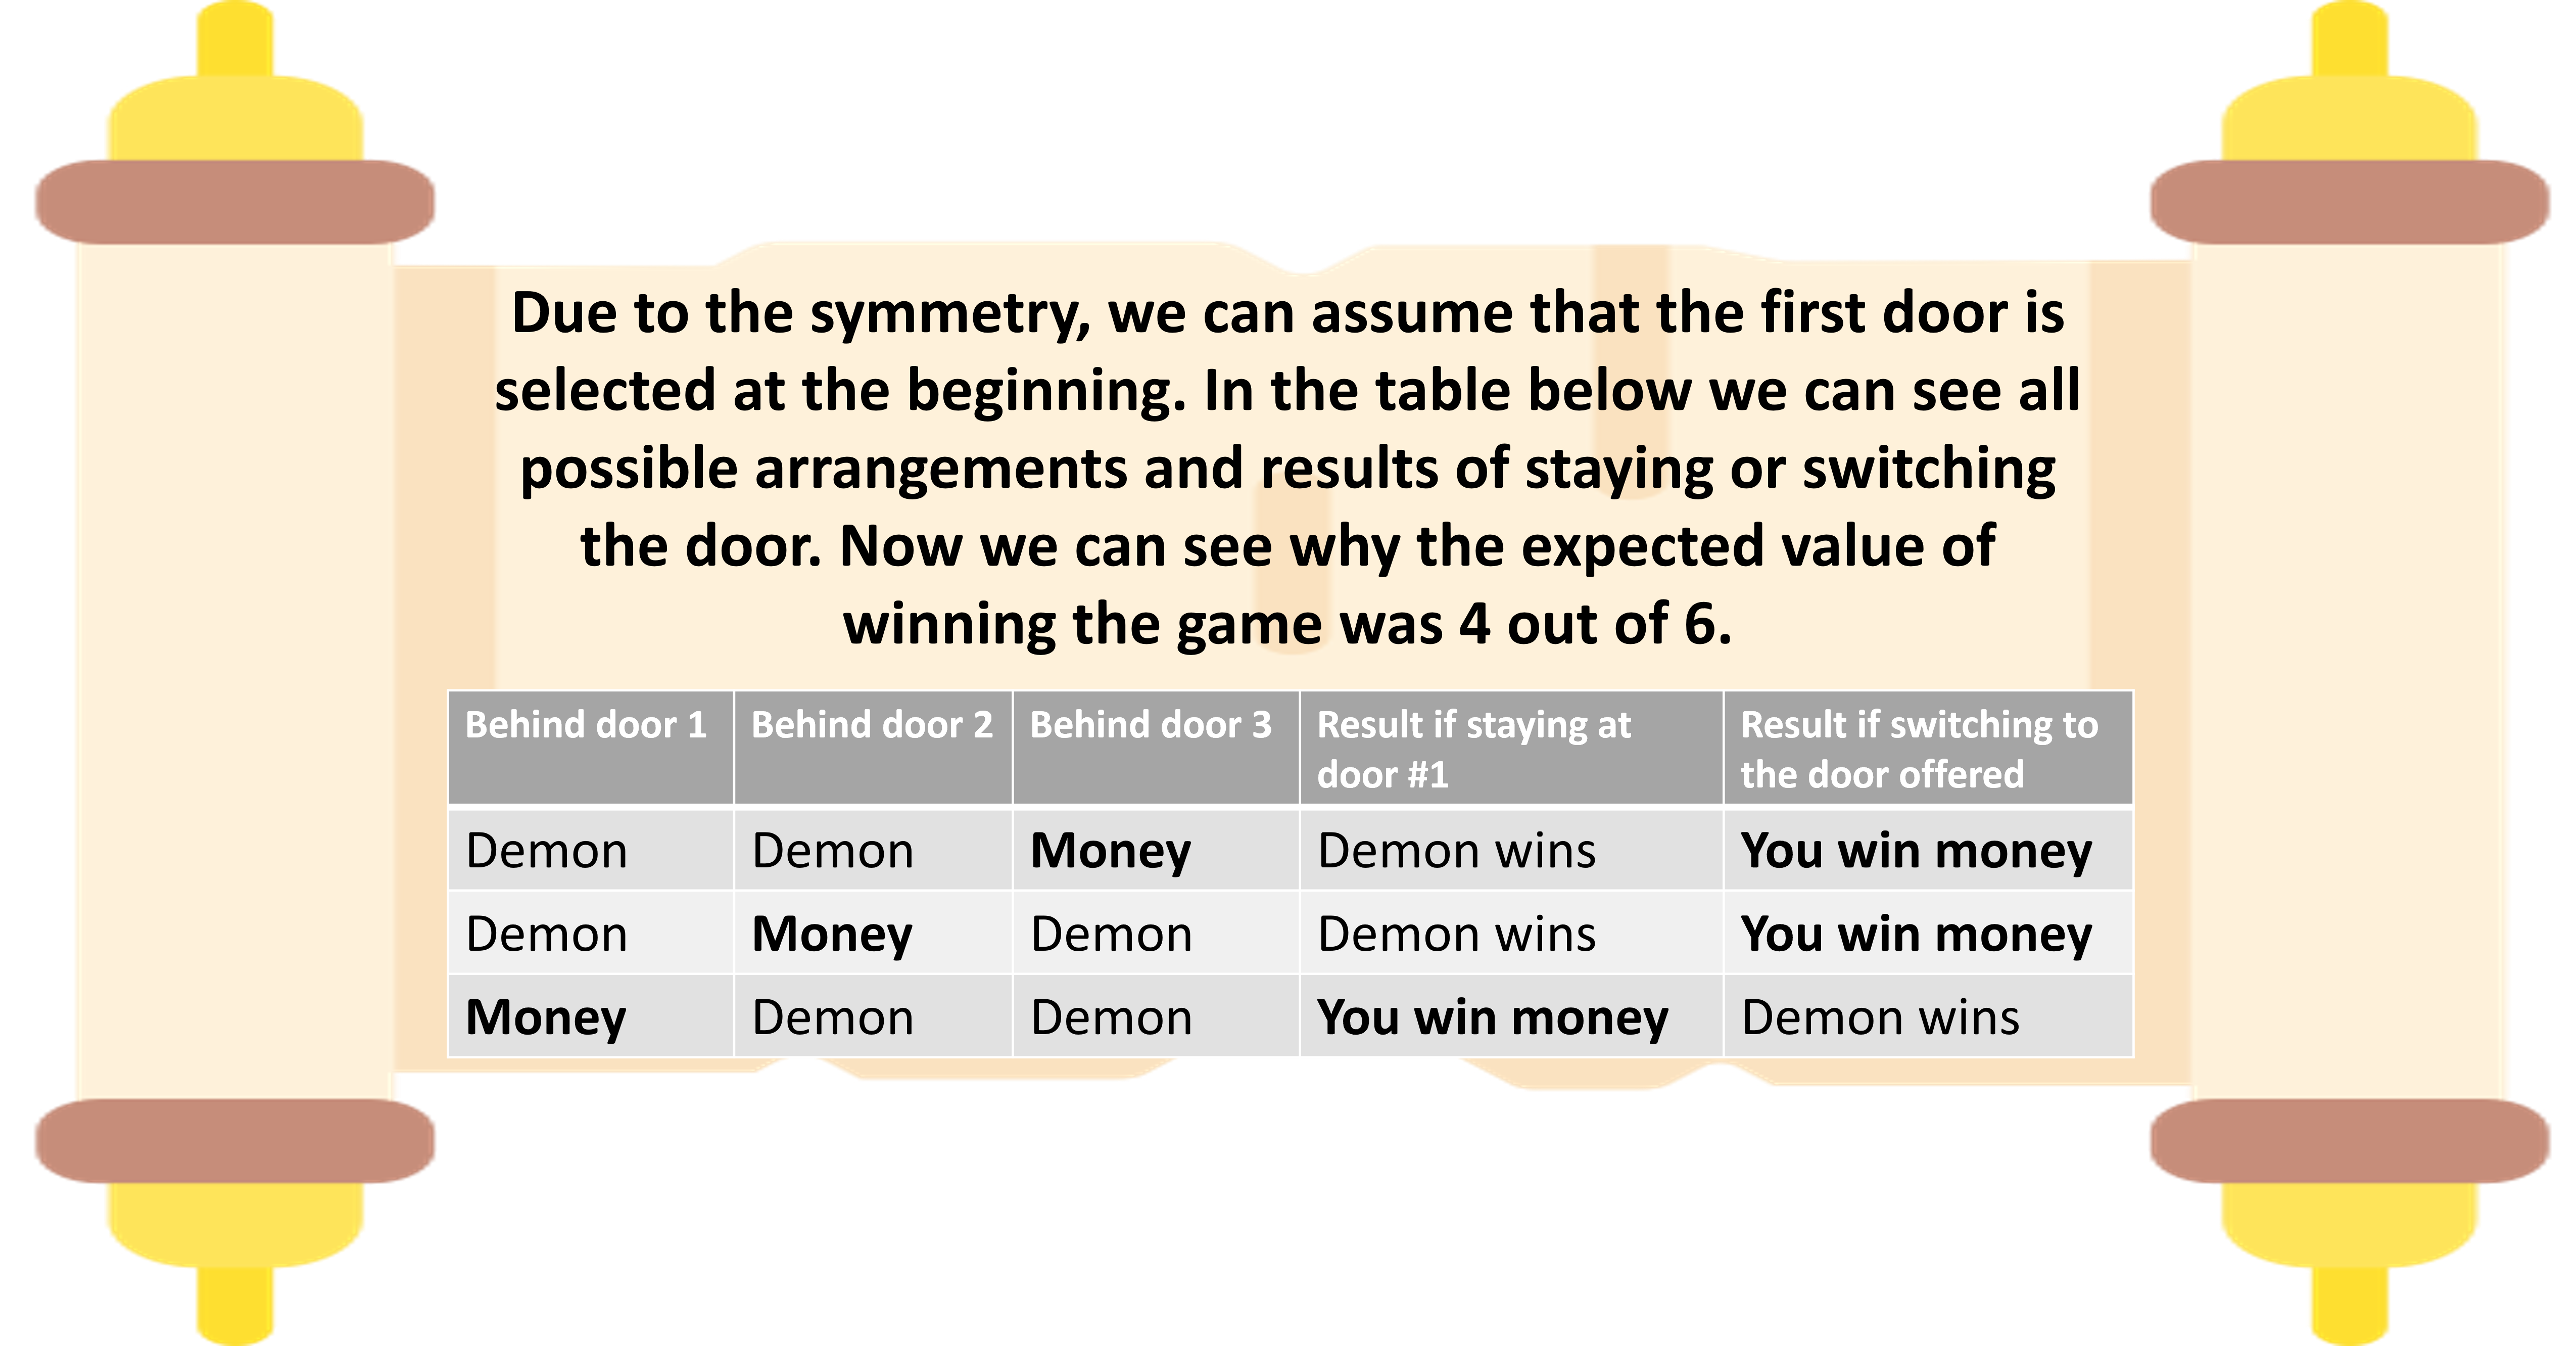 Due to the symmetry, we can assume that the first door is
selected at the beginning. In the table below we can see all
possible arrangements and results of staying or switching
the door. Now we can see why the expected value of
winning the game was 4 out of 6.
Behind door 1 Behind door 2 Behind door 3 Result if staying at door #1 Result if switching to the door offered
Demon Demon Money Demon wins You win money
Demon Money Demon Demon wins You win money
Money Demon Demon You win money Demon wins